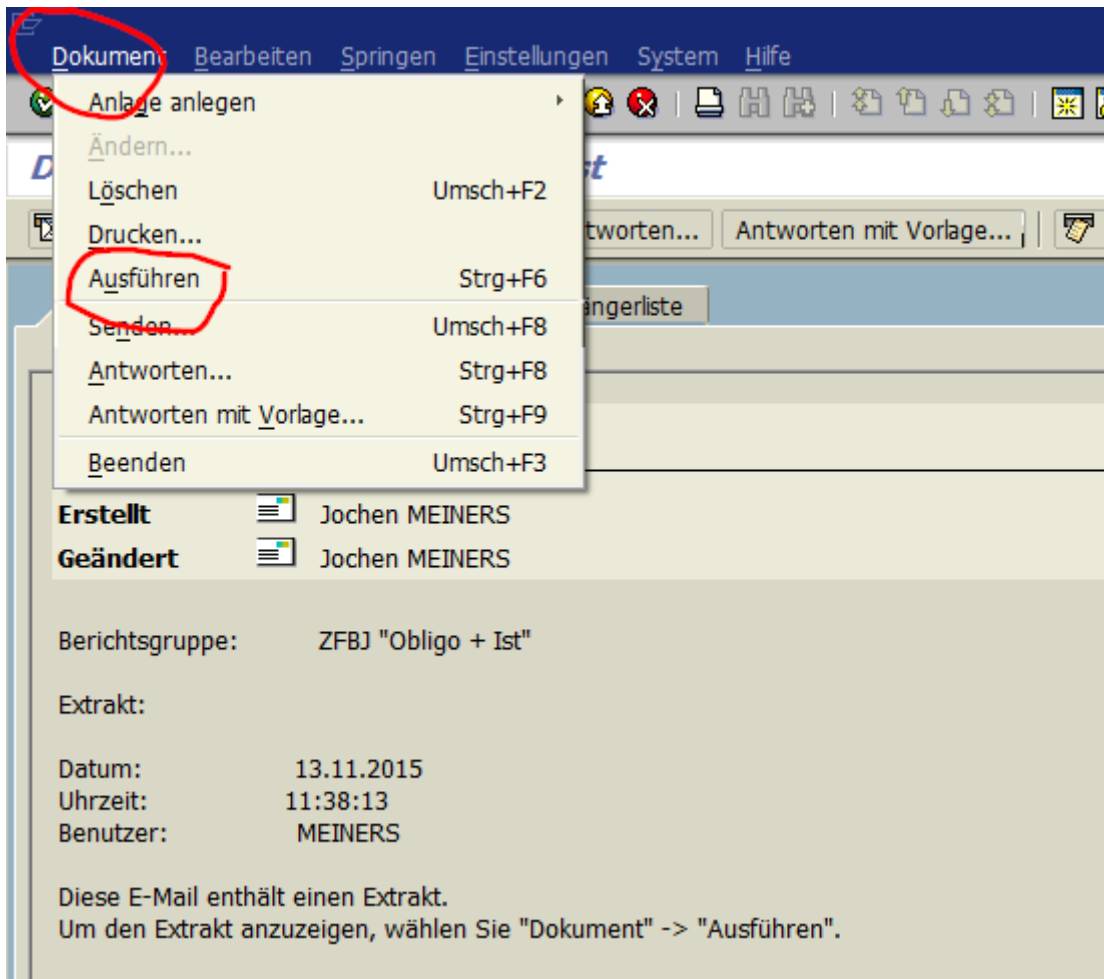 Dokument Bearbeiten Springen Einstellungen System Hilfe
Anlage anlegen
Ändern...
Löschen Umsch+F2
Drucken...
tworten... Antworten mit Vorlage...
Ausführen Strg+F6
ängerliste
Senden... Umsch+F8
Antworten... Strg+F8
Antworten mit Vorlage... Strg+F9
Beenden Umsch+F3
Erstellt Jochen MEINERS
Geändert Jochen MEINERS
Berichtsgruppe: ZFBJ "Obligo + Ist"
Extrakt:
Datum: 13.11.2015
Uhrzeit: 11:38:13
Benutzer: MEINERS
Diese E-Mail enthält einen Extrakt.
Um den Extrakt anzuzeigen, wählen Sie "Dokument" -> "Ausführen".